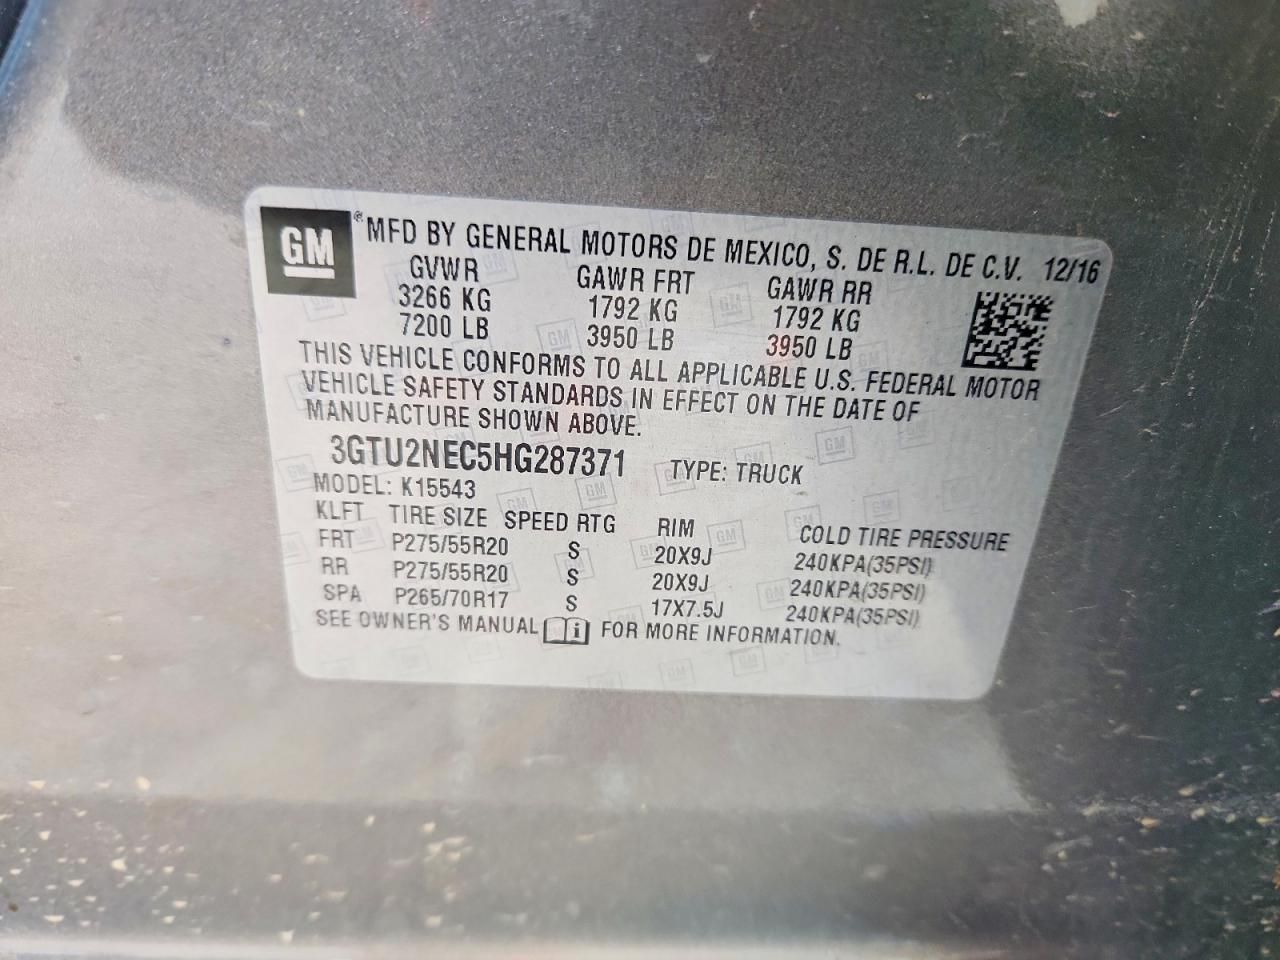 GM ® MFD BY GENERAL MOTORS DE MEXICO, S. DE R.L. DE C.V. 12/16
GVWR GAWR FRT GAWR RR
3266 KG 1792 KG 1792 KG
7200 LB 3950 LB 3950 LB
THIS VEHICLE CONFORMS TO ALL APPLICABLE U.S. FEDERAL MOTOR
VEHICLE SAFETY STANDARDS IN EFFECT ON THE DATE OF
MANUFACTURE SHOWN ABOVE.
3GTU2NEC5HG287371 TYPE: TRUCK
MODEL: K15543
KLFT TIRE SIZE SPEED RTG RIM COLD TIRE PRESSURE
FRT P275/55R20 S 20X9J 240KPA(35PSI)
RR P275/55R20 S 20X9J 240KPA(35PSI)
SPA P265/70R17 S 17X7.5J 240KPA(35PSI)
SEE OWNER'S MANUAL i FOR MORE INFORMATION.